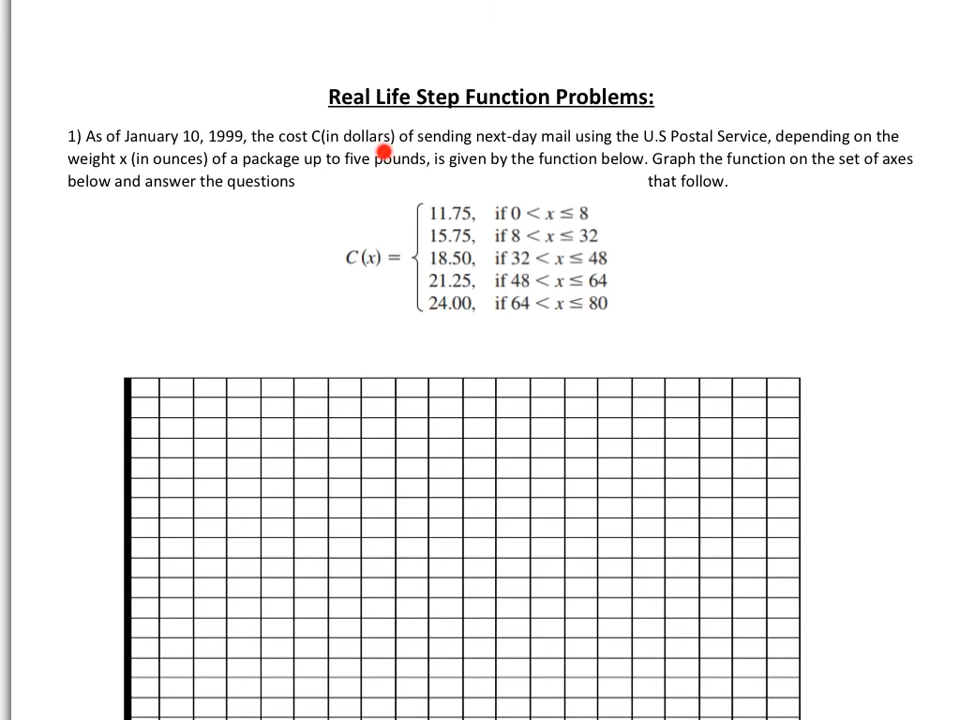 Real Life Step Function Problems:
1) As of January 10, 1999, the cost C(in dollars) of sending next-day mail using the U.S Postal Service, depending on the
weight x (in ounces) of a package up to five pounds, is given by the function below. Graph the function on the set of axes
below and answer the questions that follow.
11.75, if 0 < x ≤ 8
15.75, if 8 < x ≤ 32
C(x) = { 18.50, if 32 < x ≤ 48
21.25, if 48 < x ≤ 64
24.00, if 64 < x ≤ 80